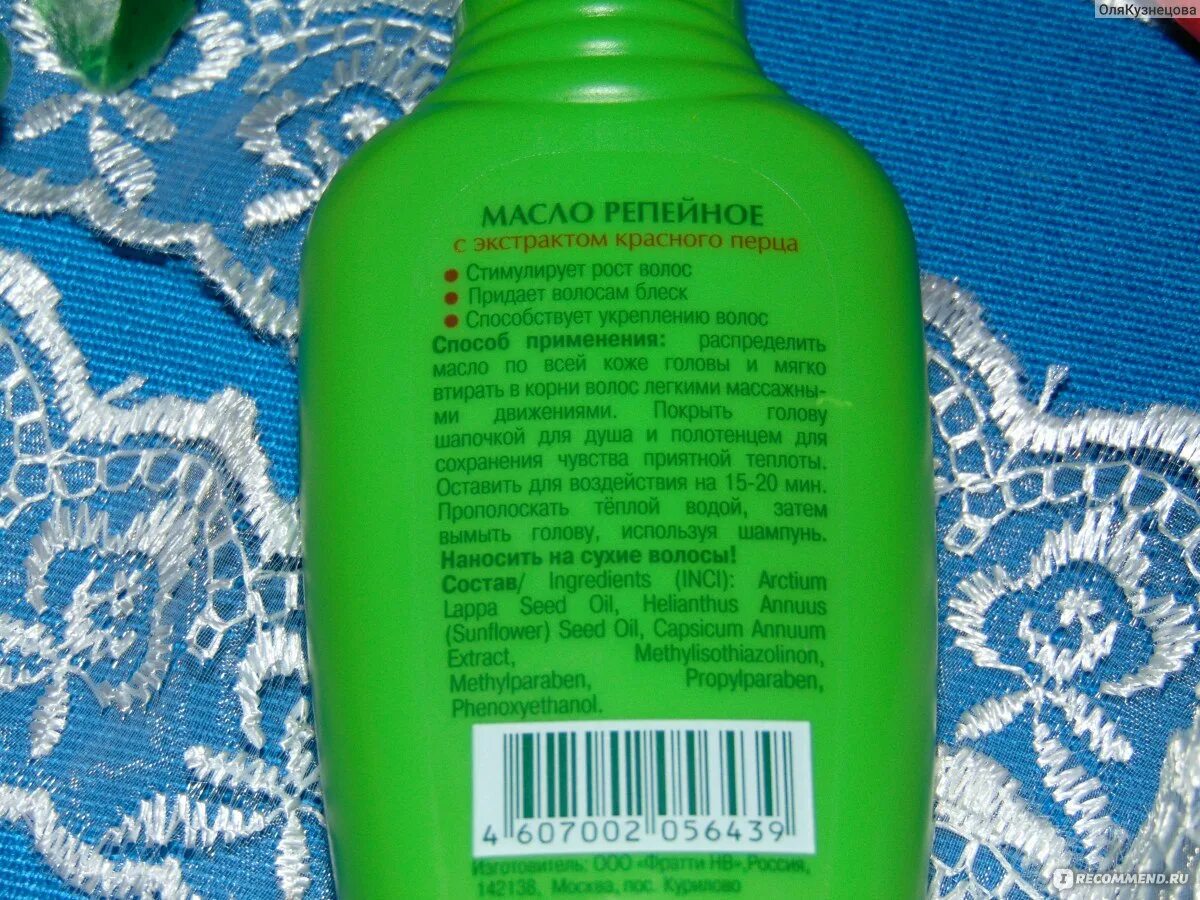 ОляКузнецова
МАСЛО РЕПЕЙНОЕ
с экстрактом красного перца
• Стимулирует рост волос
• Придает волосам блеск
• Способствует укреплению волос
Способ применения: распределить
масло по всей коже головы и мягко
втирать в корни волос легкими массажны-
ми движениями. Покрыть голову
шапочкой для душа и полотенцем для
сохранения чувства приятной теплоты.
Оставить для воздействия на 15-20 мин.
Прополоскать тёплой водой, затем
вымыть голову, используя шампунь.
Наносить на сухие волосы!
Состав/ Ingredients (INCI): Arctium
Lappa Seed Oil, Helianthus Annuus
(Sunflower) Seed Oil, Capsicum Annuum
Extract, Methylisothiazolinon,
Methylparaben, Propylparaben,
Phenoxyethanol.
4 607002 056439
Изготовитель: ООО «Фратти НВ»,Россия,
142138, Москва, пос. Курилово
IRECOMMEND.RU